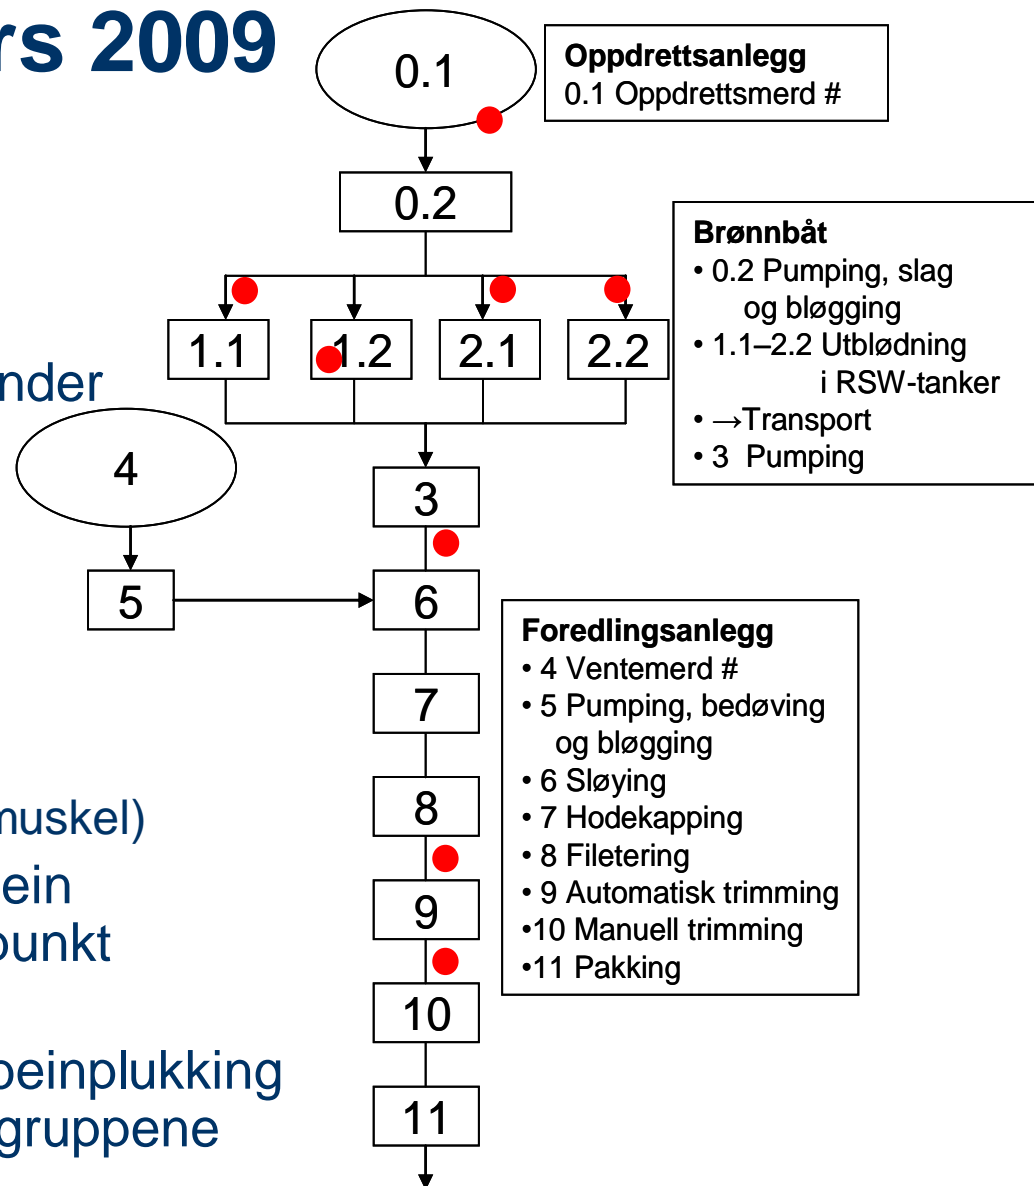 rs 2009
nder
muskel)
ein
punkt
beinplukking
gruppene
0.1
0.2
1.1
1.2
2.1
2.2
3
4
5
6
7
8
9
10
11
Oppdrettsanlegg
0.1 Oppdrettsmerd #
Brønnbåt
• 0.2 Pumping, slag
og bløgging
• 1.1–2.2 Utblødning
i RSW-tanker
• →Transport
• 3 Pumping
Foredlingsanlegg
• 4 Ventemerd #
• 5 Pumping, bedøving
og bløgging
• 6 Sløying
• 7 Hodekapping
• 8 Filetering
• 9 Automatisk trimming
•10 Manuell trimming
•11 Pakking